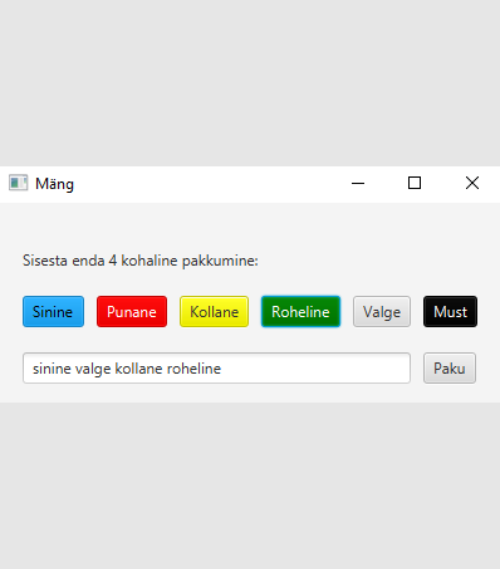 Mäng
Sisesta enda 4 kohaline pakkumine:
Sinine Punane Kollane Roheline Valge Must
sinine valge kollane roheline Paku